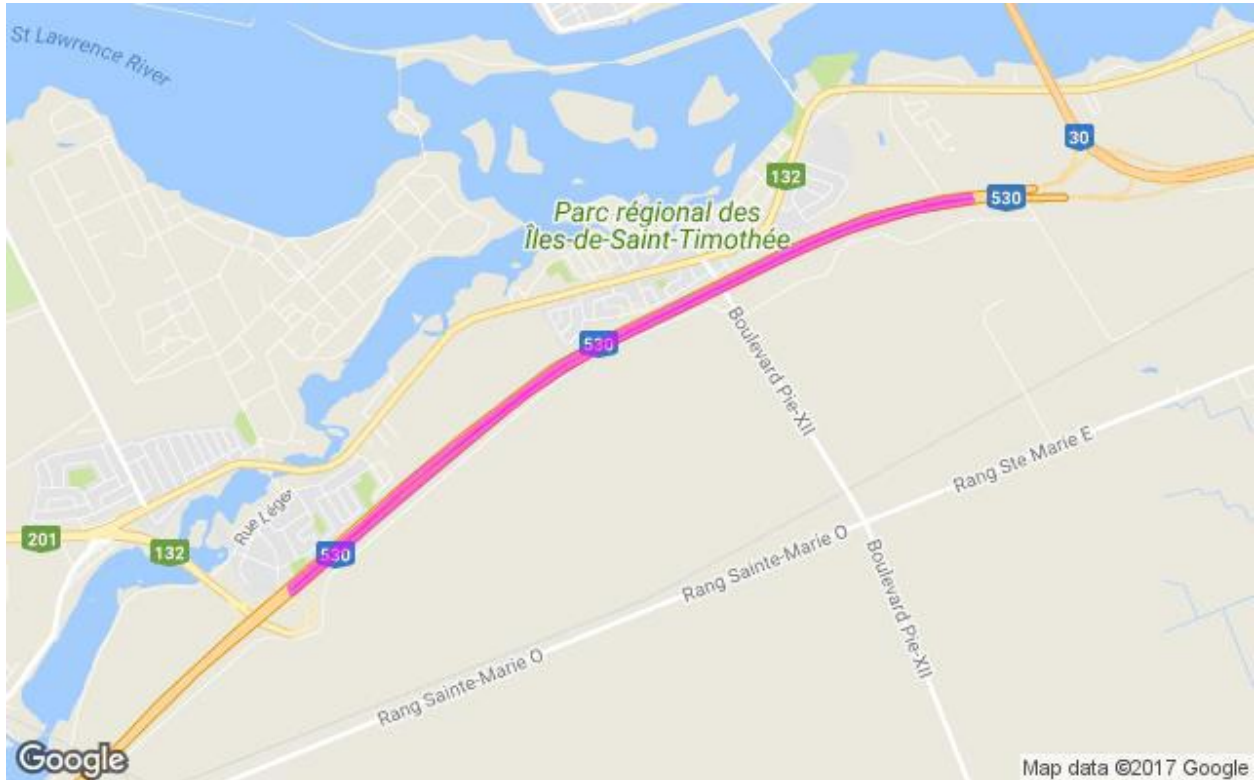 St Lawrence River
30
132
530
Parc régional des
Îles-de-Saint-Timothée
530
Boulevard Pie-XII
Rang Ste Marie E
Rue Léger
201
132
530
Rang Sainte-Marie O
Boulevard Pie-XII
Rang Sainte-Marie O
Google
Map data ©2017 Google